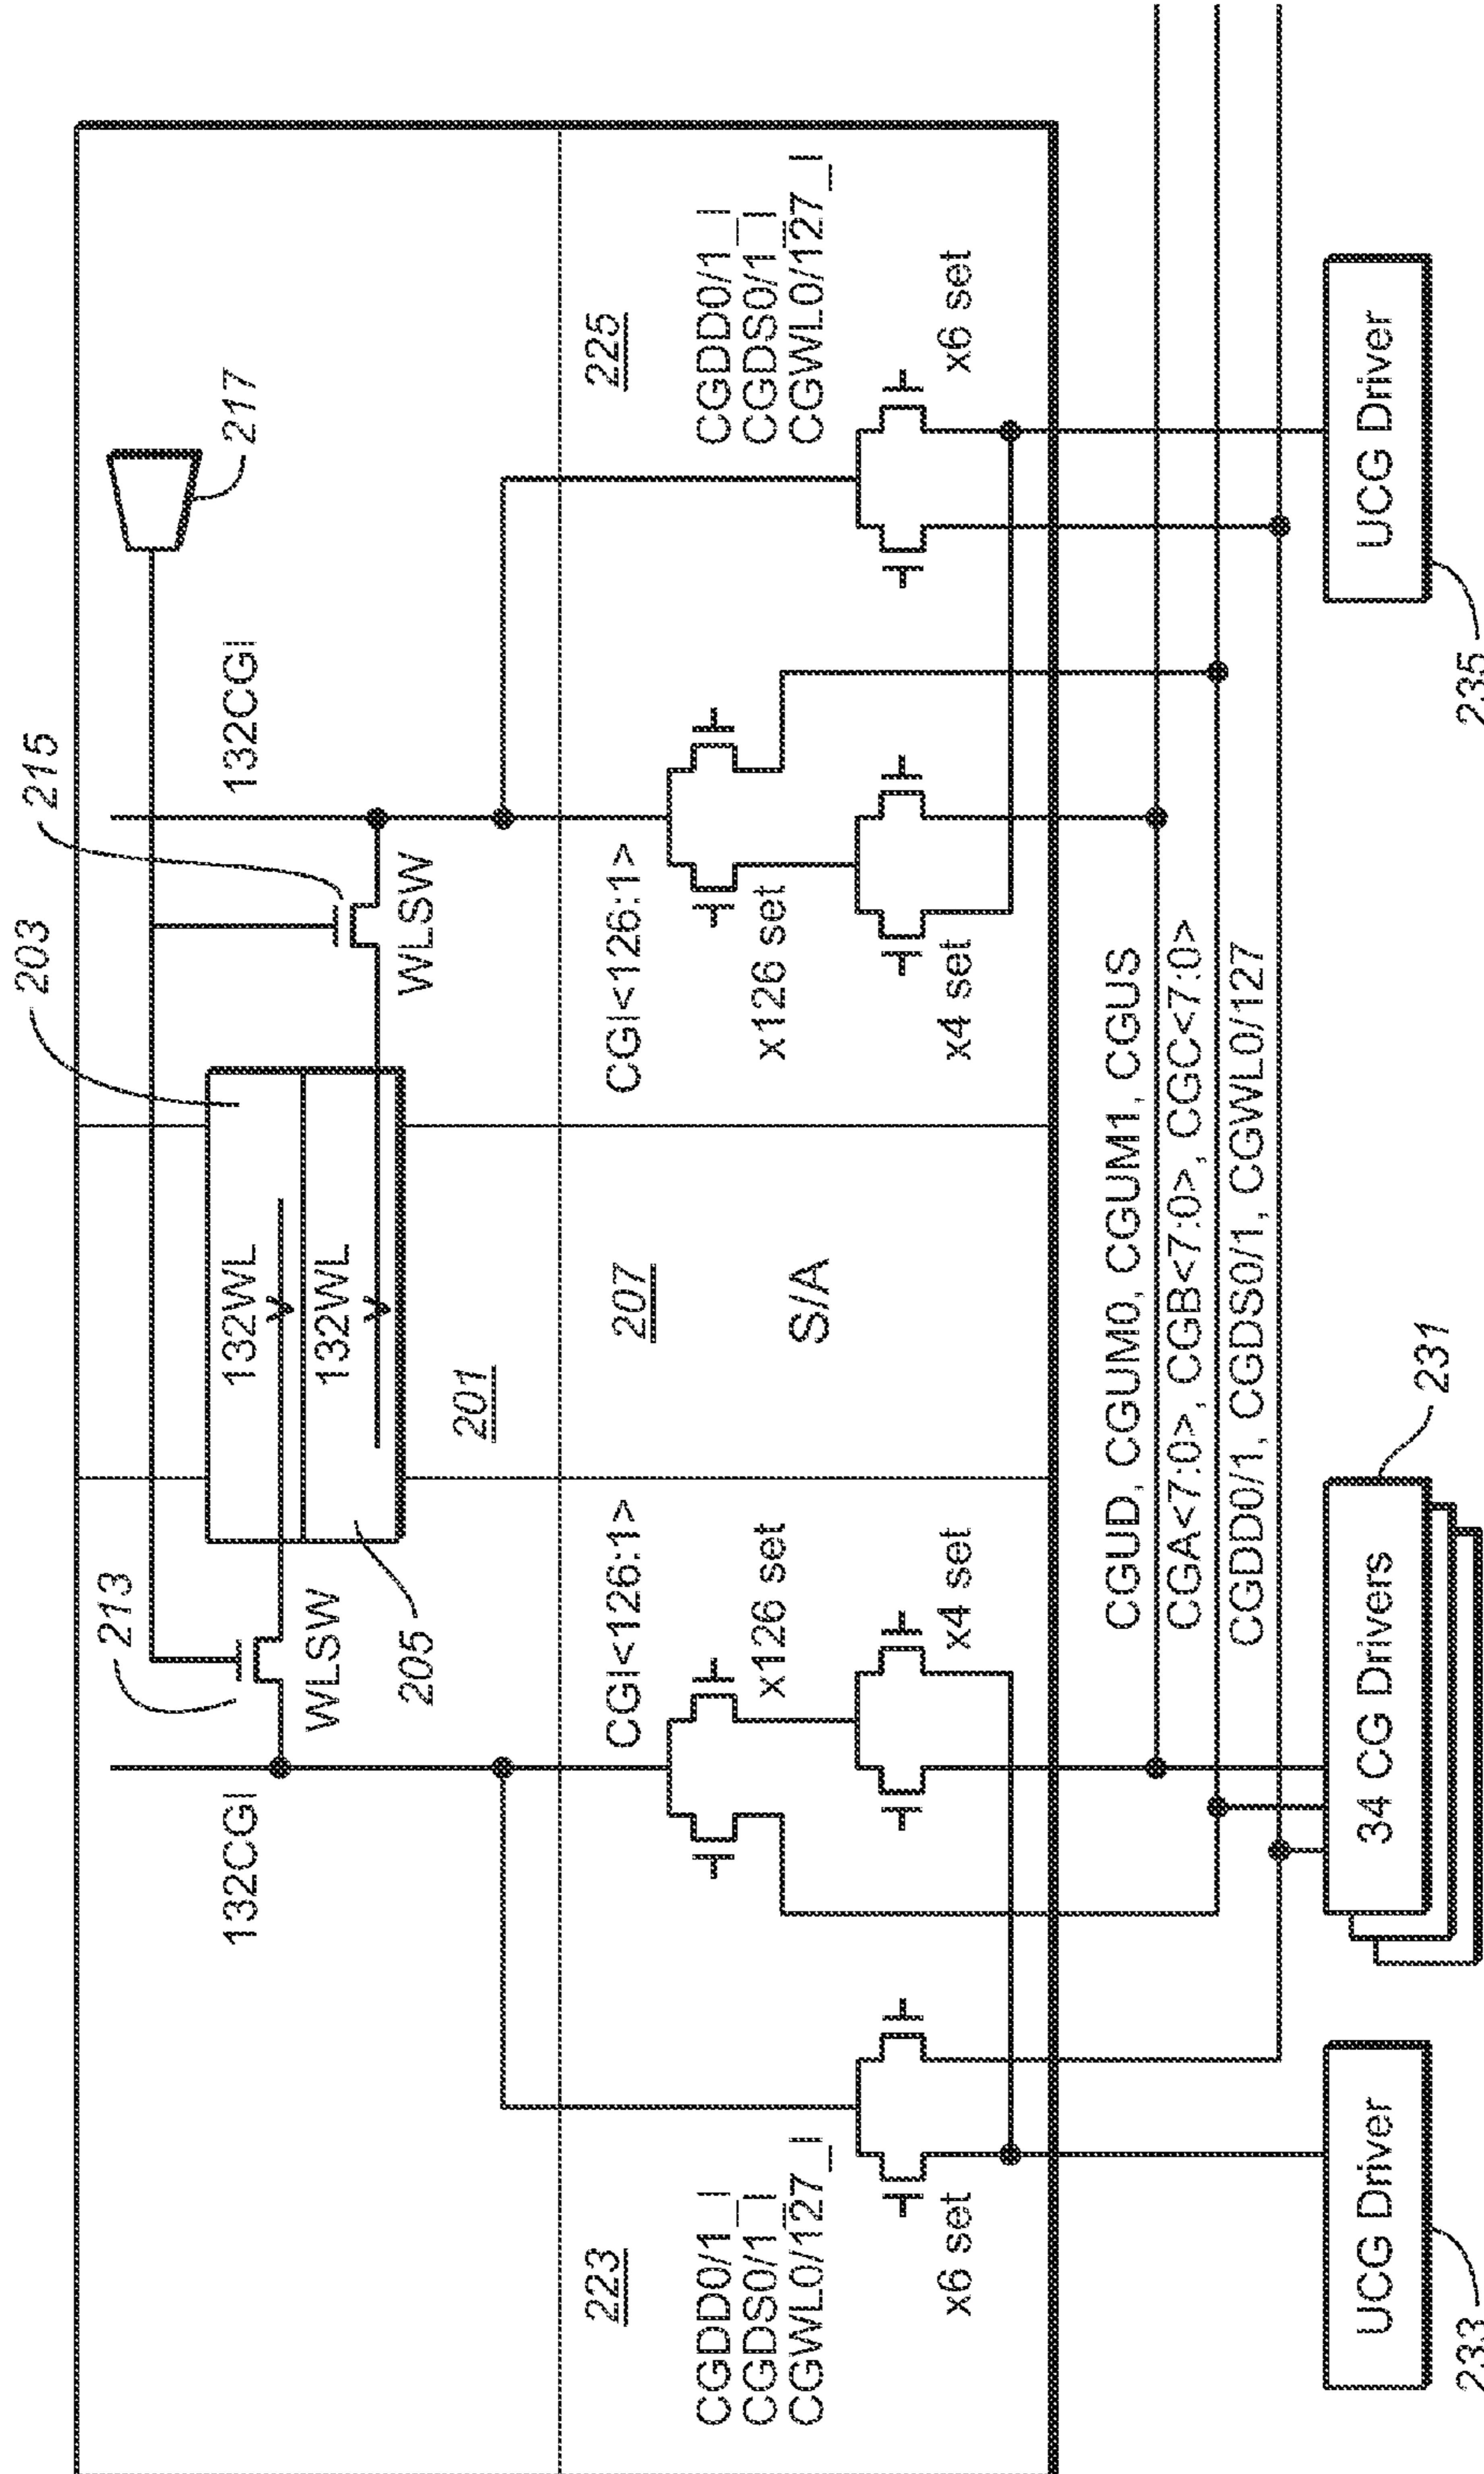 203
215
217
213
132WL
132WL
132CGI
132CGI
WLSW
WLSW
205
201
223
207
225
CGI<126:1>
CGI<126:1>
CGDD0/1_I
CGDS0/1_I
CGWL0/127_I
x126 set
S/A
x126 set
CGDD0/1_I
CGDS0/1_I
CGWL0/127_I
x6 set
x4 set
x4 set
x6 set
CGUD, CGUM0, CGUM1, CGUS
CGA<7:0>, CGB<7:0>, CGC<7:0>
CGDD0/1, CGDS0/1, CGWL0/127
UCG Driver
34 CG Drivers
UCG Driver
231
233
235